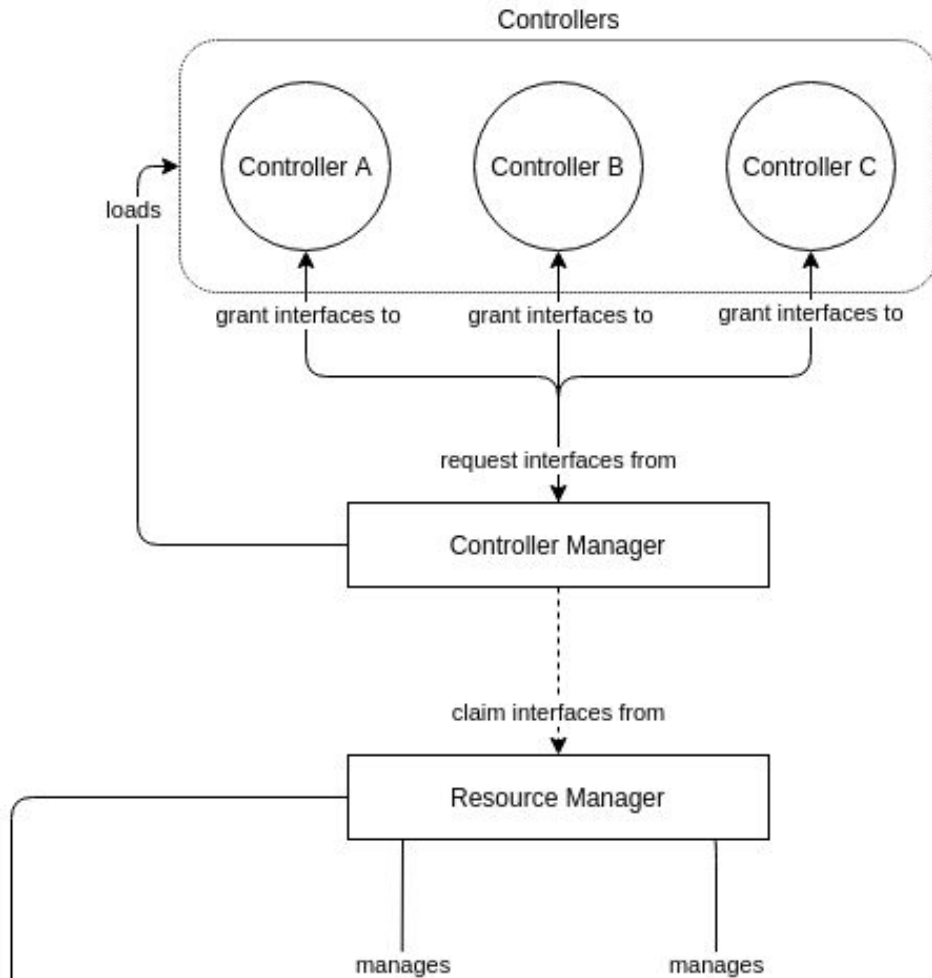 Controllers
Controller A
Controller B
Controller C
loads
grant interfaces to
grant interfaces to
grant interfaces to
request interfaces from
Controller Manager
claim interfaces from
Resource Manager
manages
manages